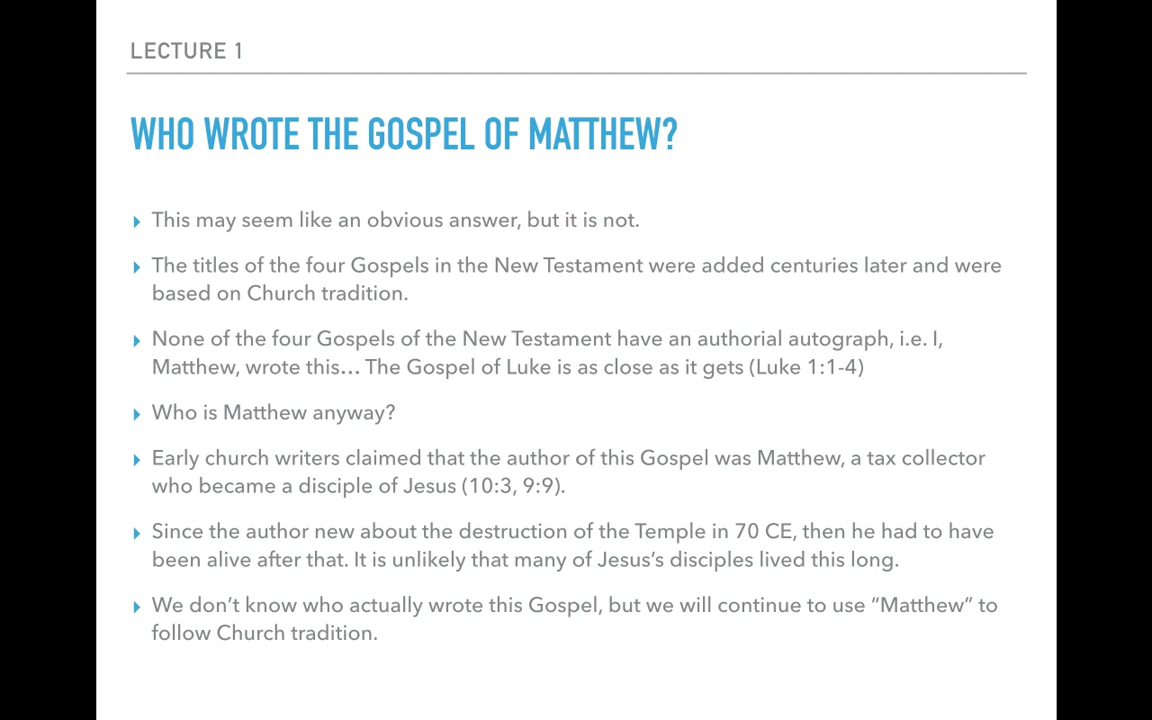 LECTURE 1
WHO WROTE THE GOSPEL OF MATTHEW?
This may seem like an obvious answer, but it is not.
The titles of the four Gospels in the New Testament were added centuries later and were
based on Church tradition.
None of the four Gospels of the New Testament have an authorial autograph, i.e. I,
Matthew, wrote this… The Gospel of Luke is as close as it gets (Luke 1:1-4)
Who is Matthew anyway?
Early church writers claimed that the author of this Gospel was Matthew, a tax collector
who became a disciple of Jesus (10:3, 9:9).
Since the author new about the destruction of the Temple in 70 CE, then he had to have
been alive after that. It is unlikely that many of Jesus’s disciples lived this long.
We don’t know who actually wrote this Gospel, but we will continue to use “Matthew” to
follow Church tradition.